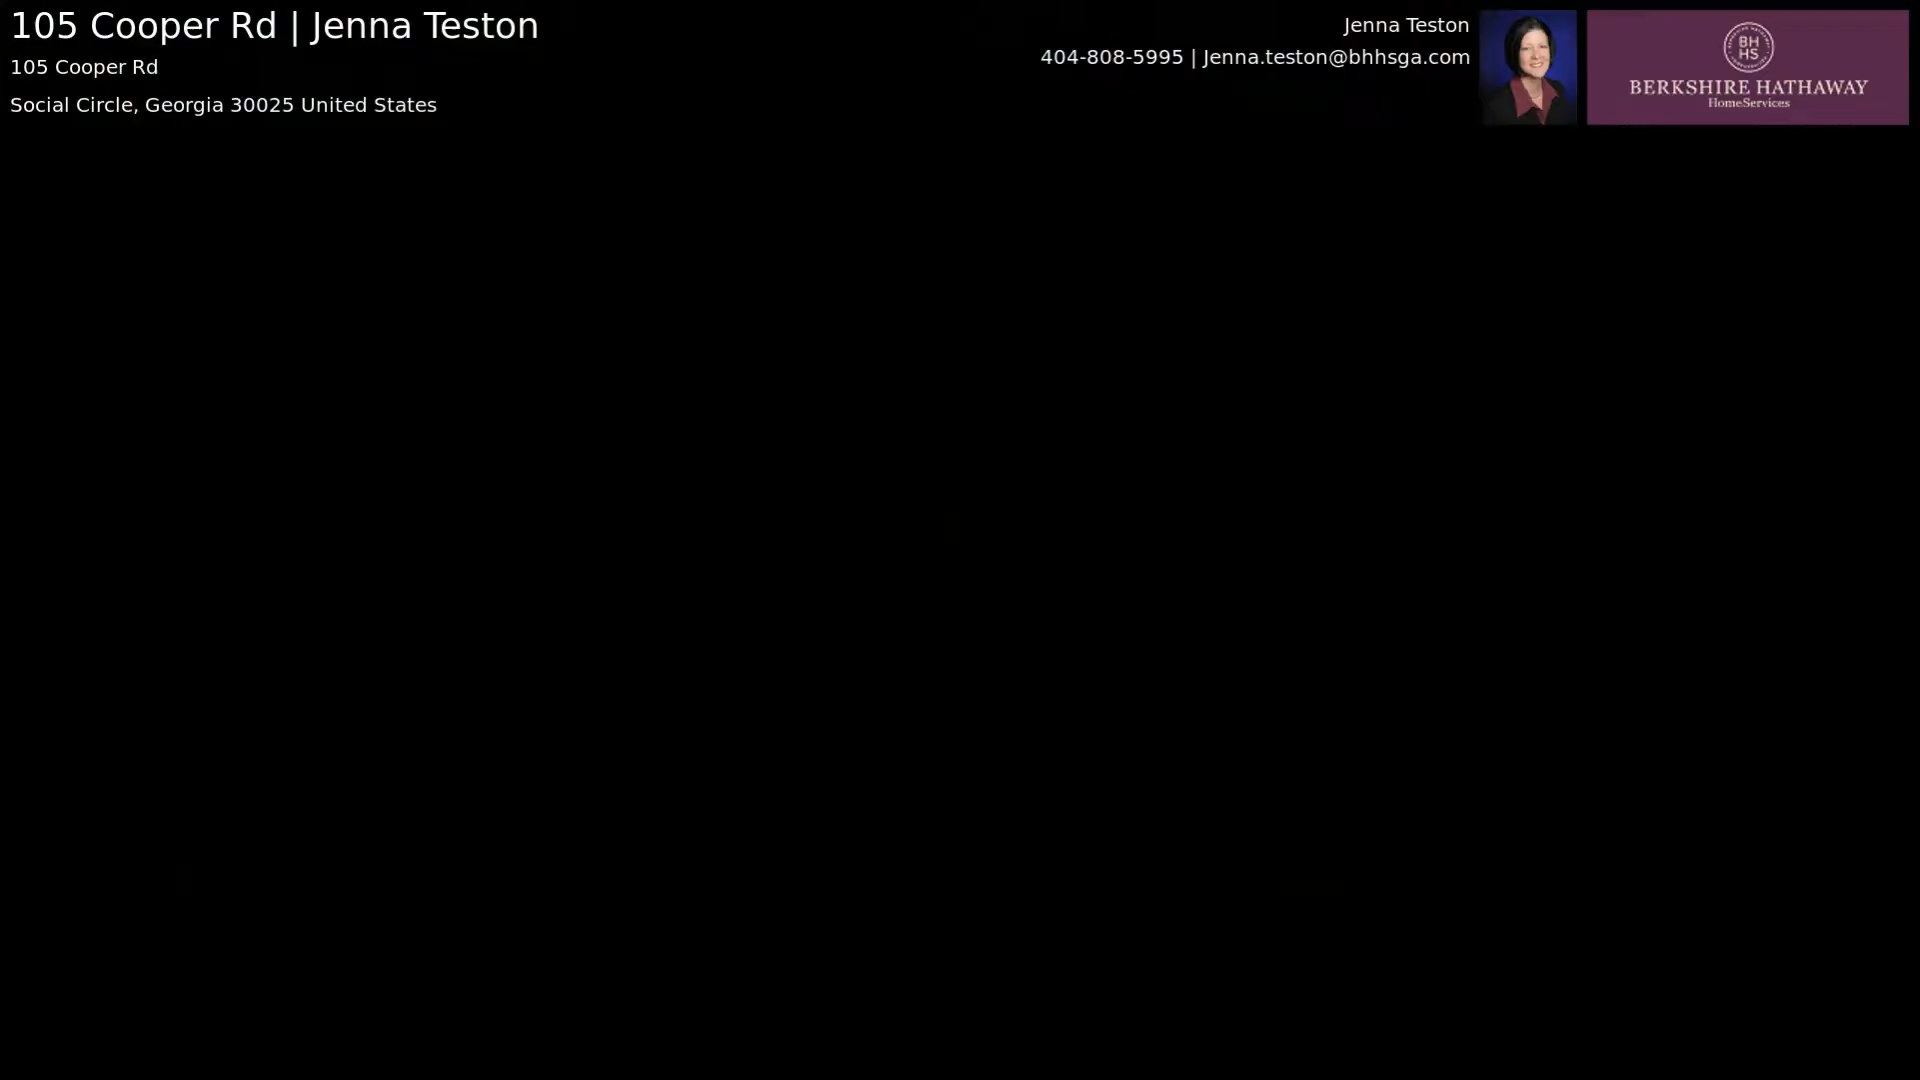 105 Cooper Rd | Jenna Teston
105 Cooper Rd
Social Circle, Georgia 30025 United States
Jenna Teston
404-808-5995 | Jenna.teston@bhhsga.com
BH
HS
BERKSHIRE HATHAWAY
HomeServices